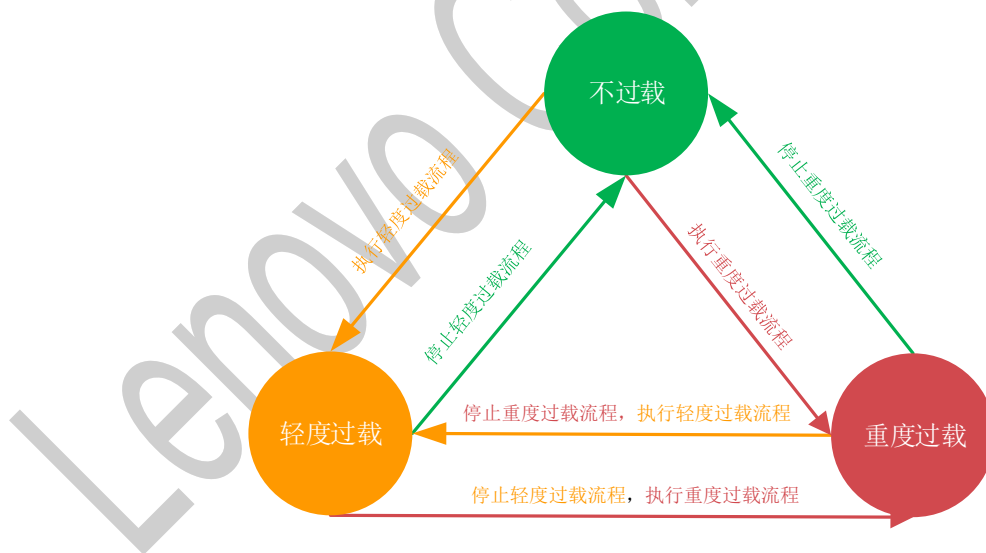 不过载
执行轻度过载流程
停止轻度过载流程
执行重度过载流程
停止重度过载流程
轻度过载
停止重度过载流程，执行轻度过载流程
重度过载
停止轻度过载流程，执行重度过载流程
Lenovo